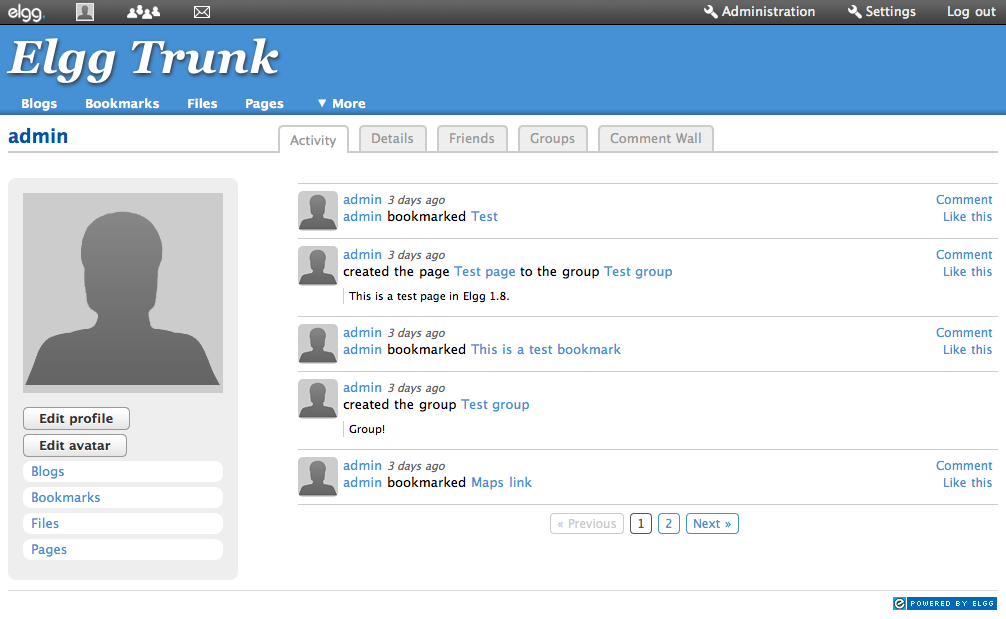 elgg. Administration Settings Log out
Elgg Trunk
Blogs Bookmarks Files Pages ▼ More
admin Activity Details Friends Groups Comment Wall
Edit profile
Edit avatar
Blogs
Bookmarks
Files
Pages
admin 3 days ago Comment
admin bookmarked Test Like this
admin 3 days ago Comment
created the page Test page to the group Test group Like this
This is a test page in Elgg 1.8.
admin 3 days ago Comment
admin bookmarked This is a test bookmark Like this
admin 3 days ago
created the group Test group
Group!
admin 3 days ago Comment
admin bookmarked Maps link Like this
« Previous 1 2 Next »
POWERED BY ELGG